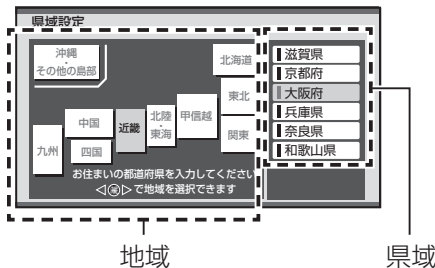 県域設定
沖縄
・
その他の島部
北海道
東北
関東
甲信越
北陸
・
東海
近畿
中国
四国
九州
お住まいの都道府県を入力してください
◁決▷で地域を選択できます
滋賀県
京都府
大阪府
兵庫県
奈良県
和歌山県
地域
県域